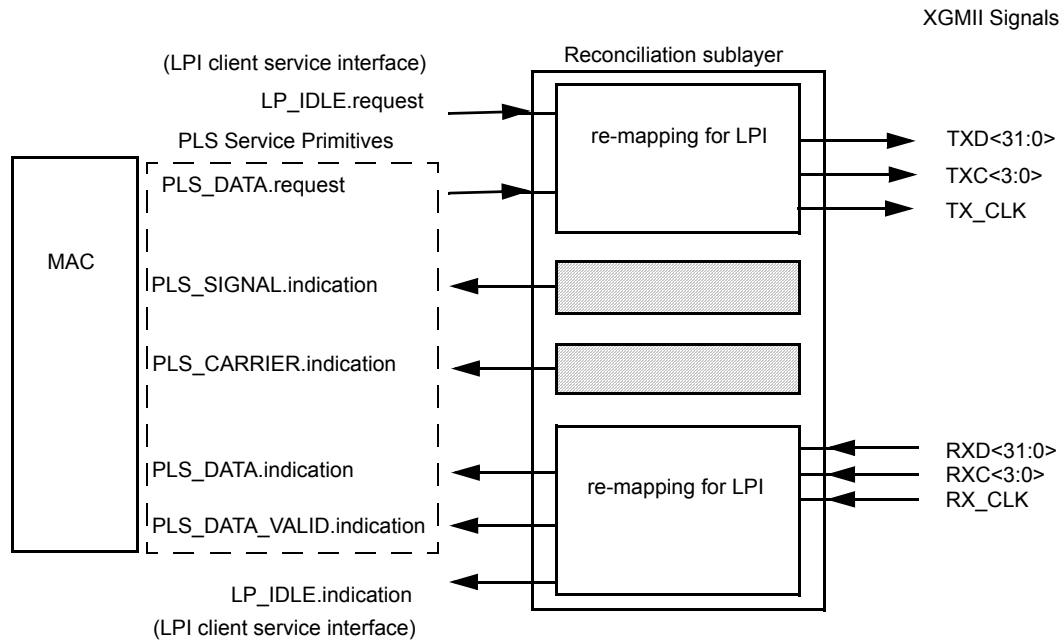 XGMII Signals
Reconciliation sublayer
(LPI client service interface)
LP_IDLE.request
PLS Service Primitives
PLS_DATA.request
re-mapping for LPI
TXD<31:0>
TXC<3:0>
TX_CLK
MAC
PLS_SIGNAL.indication
PLS_CARRIER.indication
PLS_DATA.indication
PLS_DATA_VALID.indication
re-mapping for LPI
RXD<31:0>
RXC<3:0>
RX_CLK
LP_IDLE.indication
(LPI client service interface)